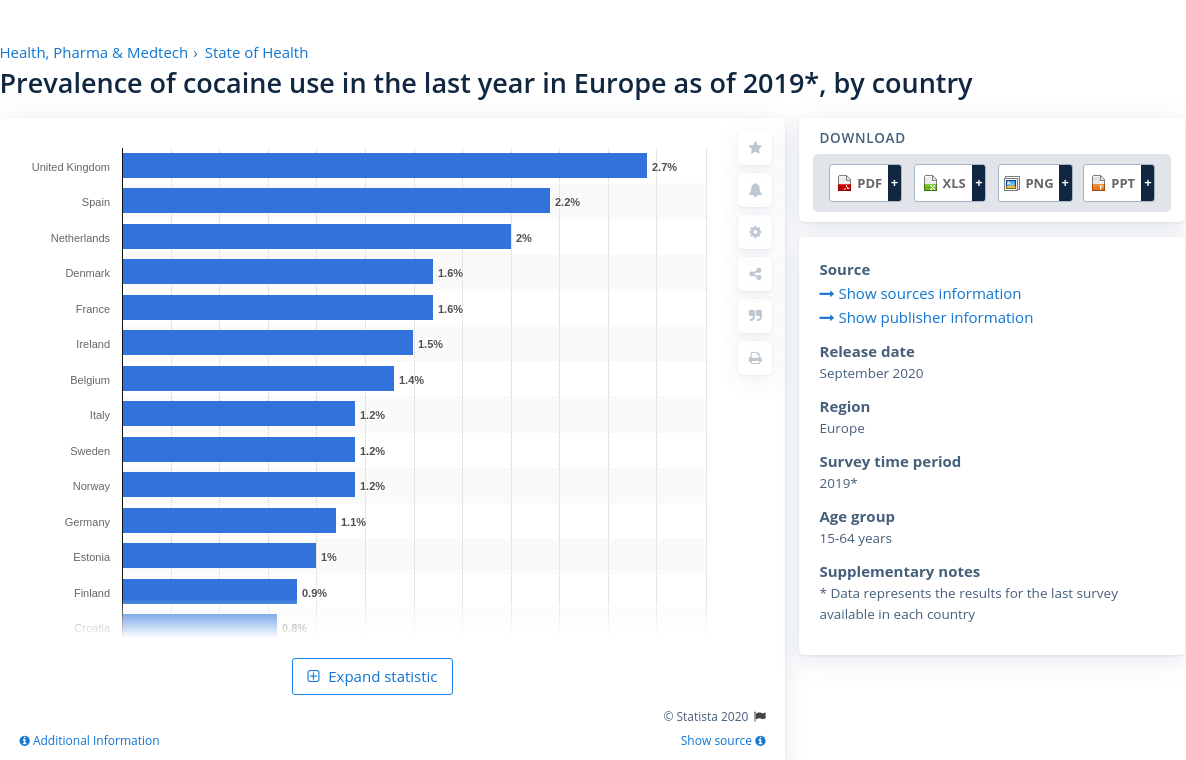 Health, Pharma & Medtech › State of Health
Prevalence of cocaine use in the last year in Europe as of 2019*, by country
United Kingdom 2.7%
Spain 2.2%
Netherlands 2%
Denmark 1.6%
France 1.6%
Ireland 1.5%
Belgium 1.4%
Italy 1.2%
Sweden 1.2%
Norway 1.2%
Germany 1.1%
Estonia 1%
Finland 0.9%
Croatia 0.8%
Expand statistic
© Statista 2020
Additional Information
Show source
DOWNLOAD
PDF + XLS + PNG + PPT +
Source
Show sources information
Show publisher information
Release date
September 2020
Region
Europe
Survey time period
2019*
Age group
15-64 years
Supplementary notes
* Data represents the results for the last survey
available in each country